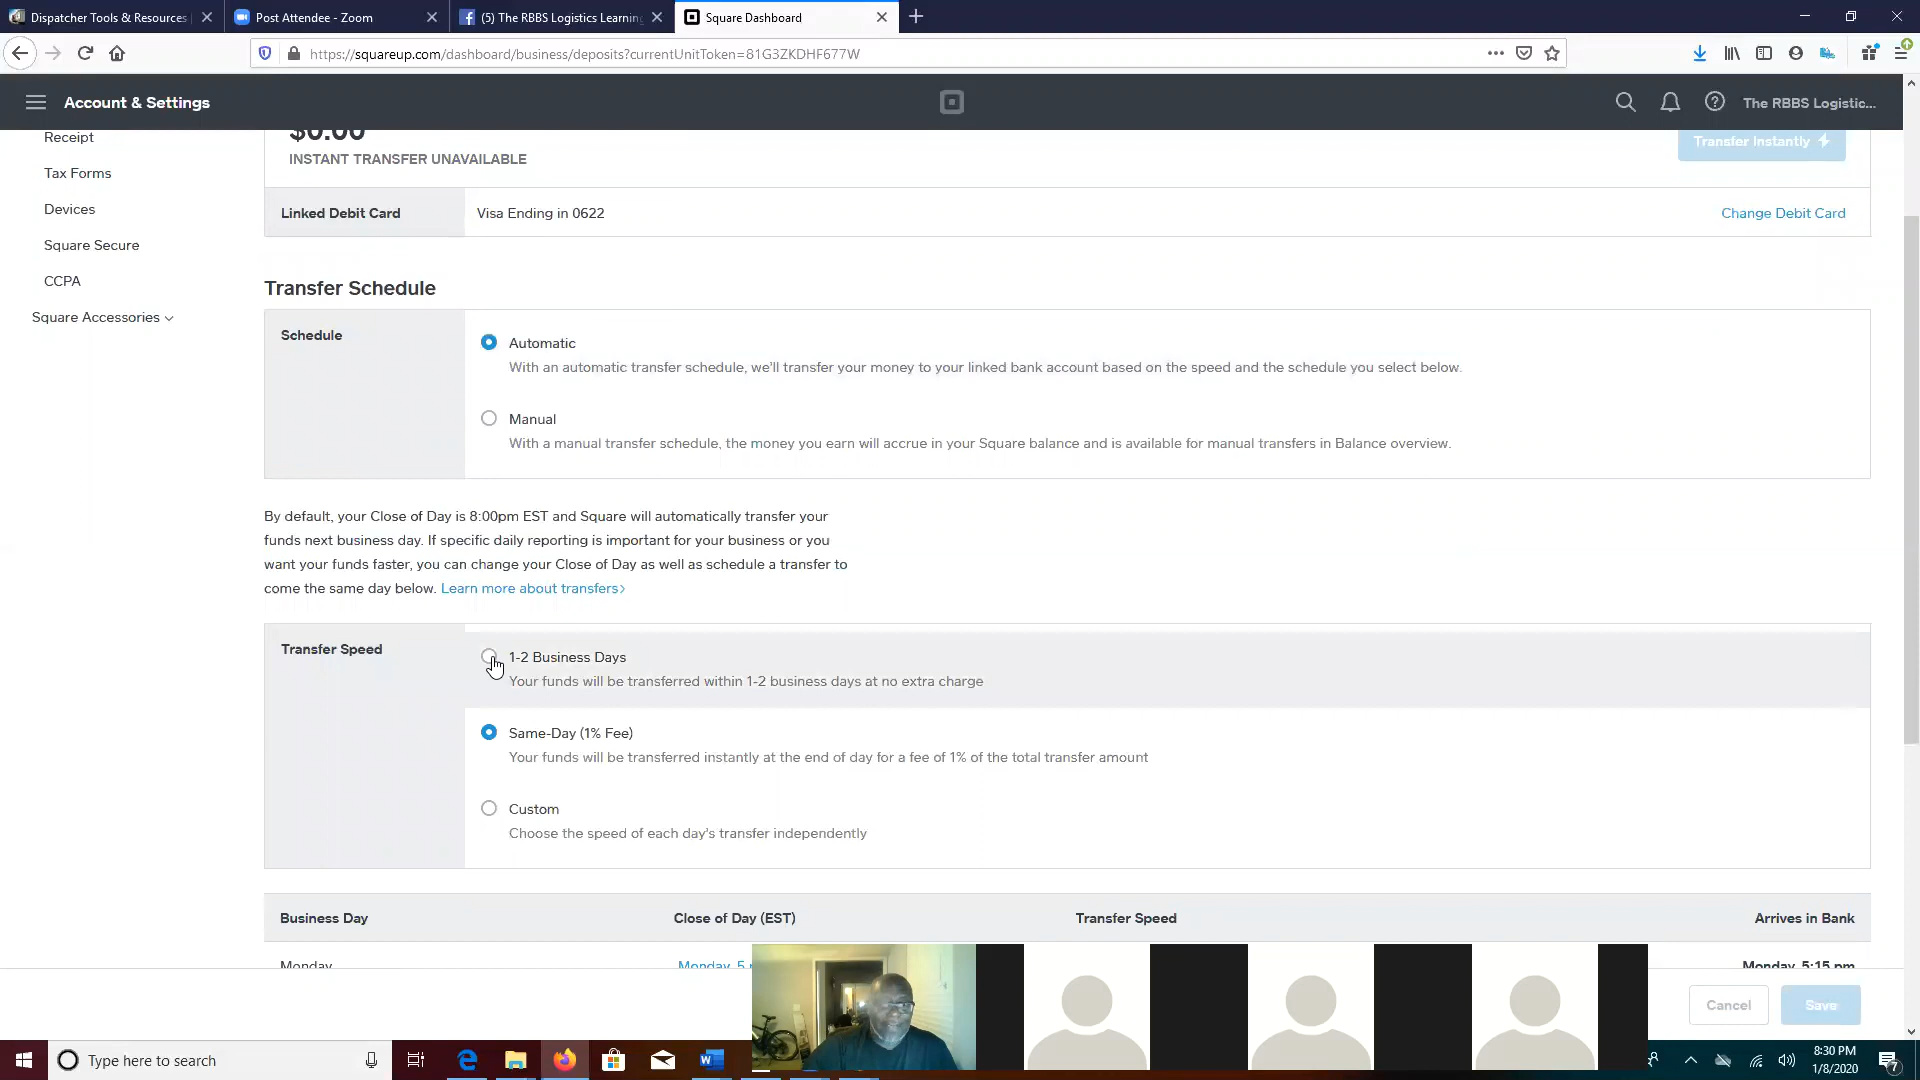 Dispatcher Tools & Resources
Post Attendee - Zoom
(5) The RBBS Logistics Learning
Square Dashboard
https://squareup.com/dashboard/business/deposits?currentUnitToken=81G3ZKDHF677W
Account & Settings
The RBBS Logistic...
Receipt
Tax Forms
Devices
Square Secure
CCPA
Square Accessories
$0.00
INSTANT TRANSFER UNAVAILABLE
Transfer Instantly
Linked Debit Card
Visa Ending in 0622
Change Debit Card
Transfer Schedule
Schedule
Automatic
With an automatic transfer schedule, we'll transfer your money to your linked bank account based on the speed and the schedule you select below.
Manual
With a manual transfer schedule, the money you earn will accrue in your Square balance and is available for manual transfers in Balance overview.
By default, your Close of Day is 8:00pm EST and Square will automatically transfer your
funds next business day. If specific daily reporting is important for your business or you
want your funds faster, you can change your Close of Day as well as schedule a transfer to
come the same day below. Learn more about transfers>
Transfer Speed
1-2 Business Days
Your funds will be transferred within 1-2 business days at no extra charge
Same-Day (1% Fee)
Your funds will be transferred instantly at the end of day for a fee of 1% of the total transfer amount
Custom
Choose the speed of each day's transfer independently
Business Day
Close of Day (EST)
Transfer Speed
Arrives in Bank
Monday
Monday, 5
Monday, 5:15 pm
Cancel
Save
Type here to search
8:30 PM
1/8/2020
7